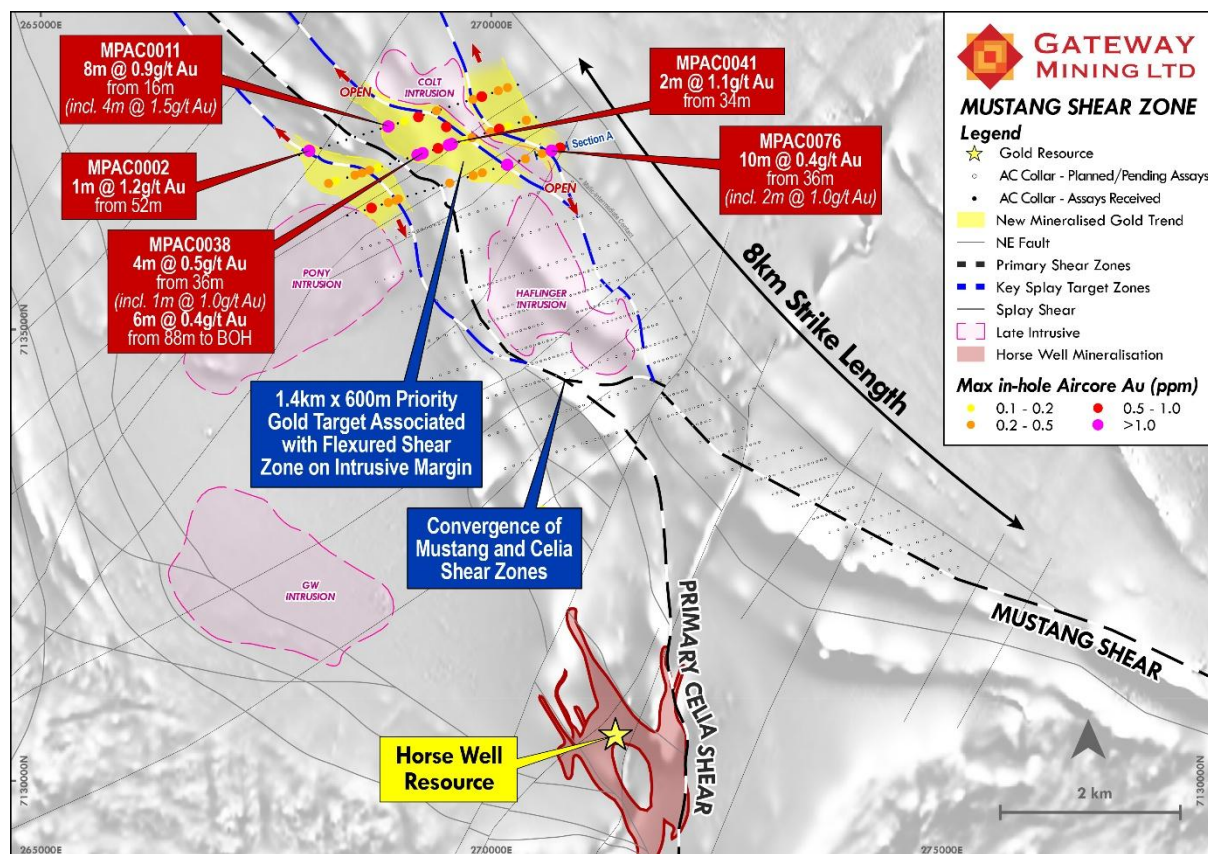 265000E
270000E
MPAC0011
8m @ 0.9g/t Au
from 16m
(incl. 4m @ 1.5g/t Au)
MPAC0041
2m @ 1.1g/t Au
from 34m
MPAC0002
1m @ 1.2g/t Au
from 52m
MPAC0076
10m @ 0.4g/t Au
from 36m
(incl. 2m @ 1.0g/t Au)
MPAC0038
4m @ 0.5g/t Au
from 36m
(incl. 1m @ 1.0g/t Au)
6m @ 0.4g/t Au
from 88m to BOH
OPEN
COLT
INTRUSION
Section A
OPEN
PONY
INTRUSION
HAFLINGER
INTRUSION
8km Strike Length
7135000N
1.4km x 600m Priority
Gold Target Associated
with Flexured Shear
Zone on Intrusive Margin
Convergence of
Mustang and Celia
Shear Zones
GW
INTRUSION
PRIMARY CELIA SHEAR
MUSTANG SHEAR
Horse Well
Resource
7130000N
7130000N
2 km
265000E
270000E
275000E
GATEWAY
MINING LTD
MUSTANG SHEAR ZONE
Legend
Gold Resource
AC Collar - Planned/Pending Assays
AC Collar - Assays Received
New Mineralised Gold Trend
NE Fault
Primary Shear Zones
Key Splay Target Zones
Splay Shear
Late Intrusive
Horse Well Mineralisation
Max in-hole Aircore Au (ppm)
0.1 - 0.2
0.5 - 1.0
0.2 - 0.5
>1.0